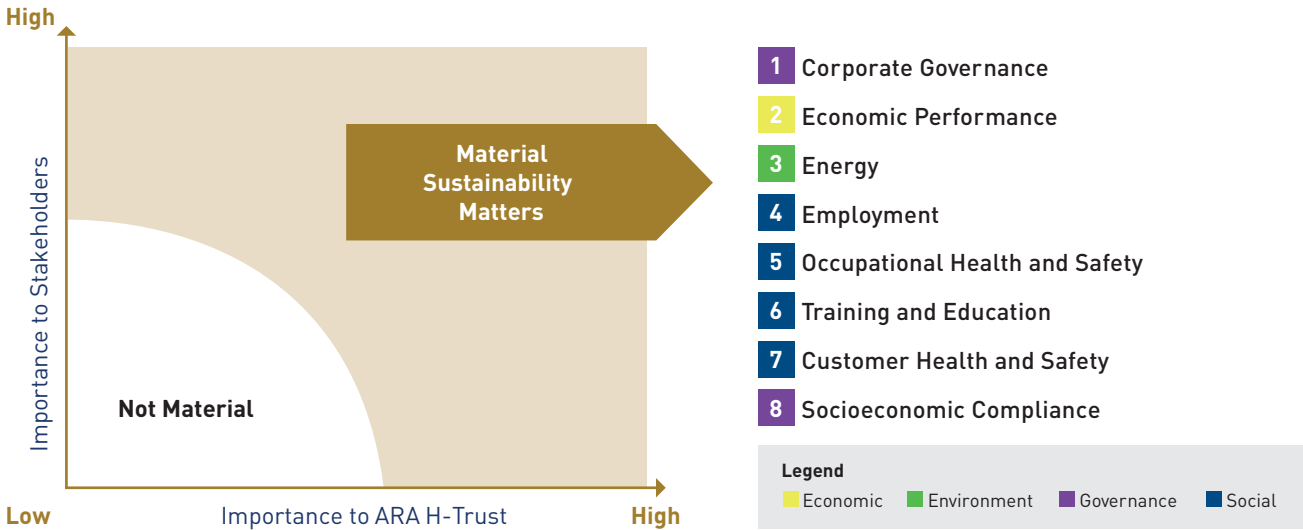 High
Importance to Stakeholders
Material
Sustainability
Matters
Not Material
Low
Importance to ARA H-Trust
High
1 Corporate Governance
2 Economic Performance
3 Energy
4 Employment
5 Occupational Health and Safety
6 Training and Education
7 Customer Health and Safety
8 Socioeconomic Compliance
Legend
Economic Environment Governance Social